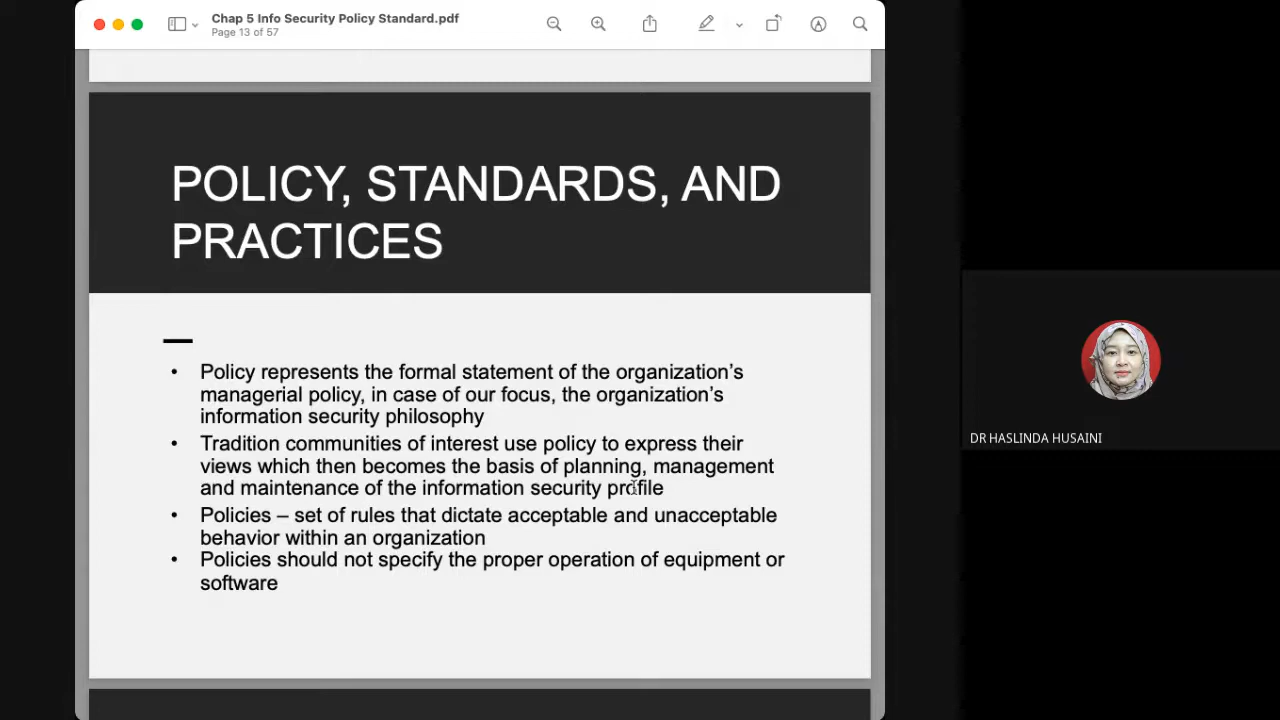 Chap 5 Info Security Policy Standard.pdf
Page 13 of 57
POLICY, STANDARDS, AND
PRACTICES
• Policy represents the formal statement of the organization's
managerial policy, in case of our focus, the organization's
information security philosophy
• Tradition communities of interest use policy to express their
views which then becomes the basis of planning, management
and maintenance of the information security profile
• Policies – set of rules that dictate acceptable and unacceptable
behavior within an organization
• Policies should not specify the proper operation of equipment or
software
DR HASLINDA HUSAINI